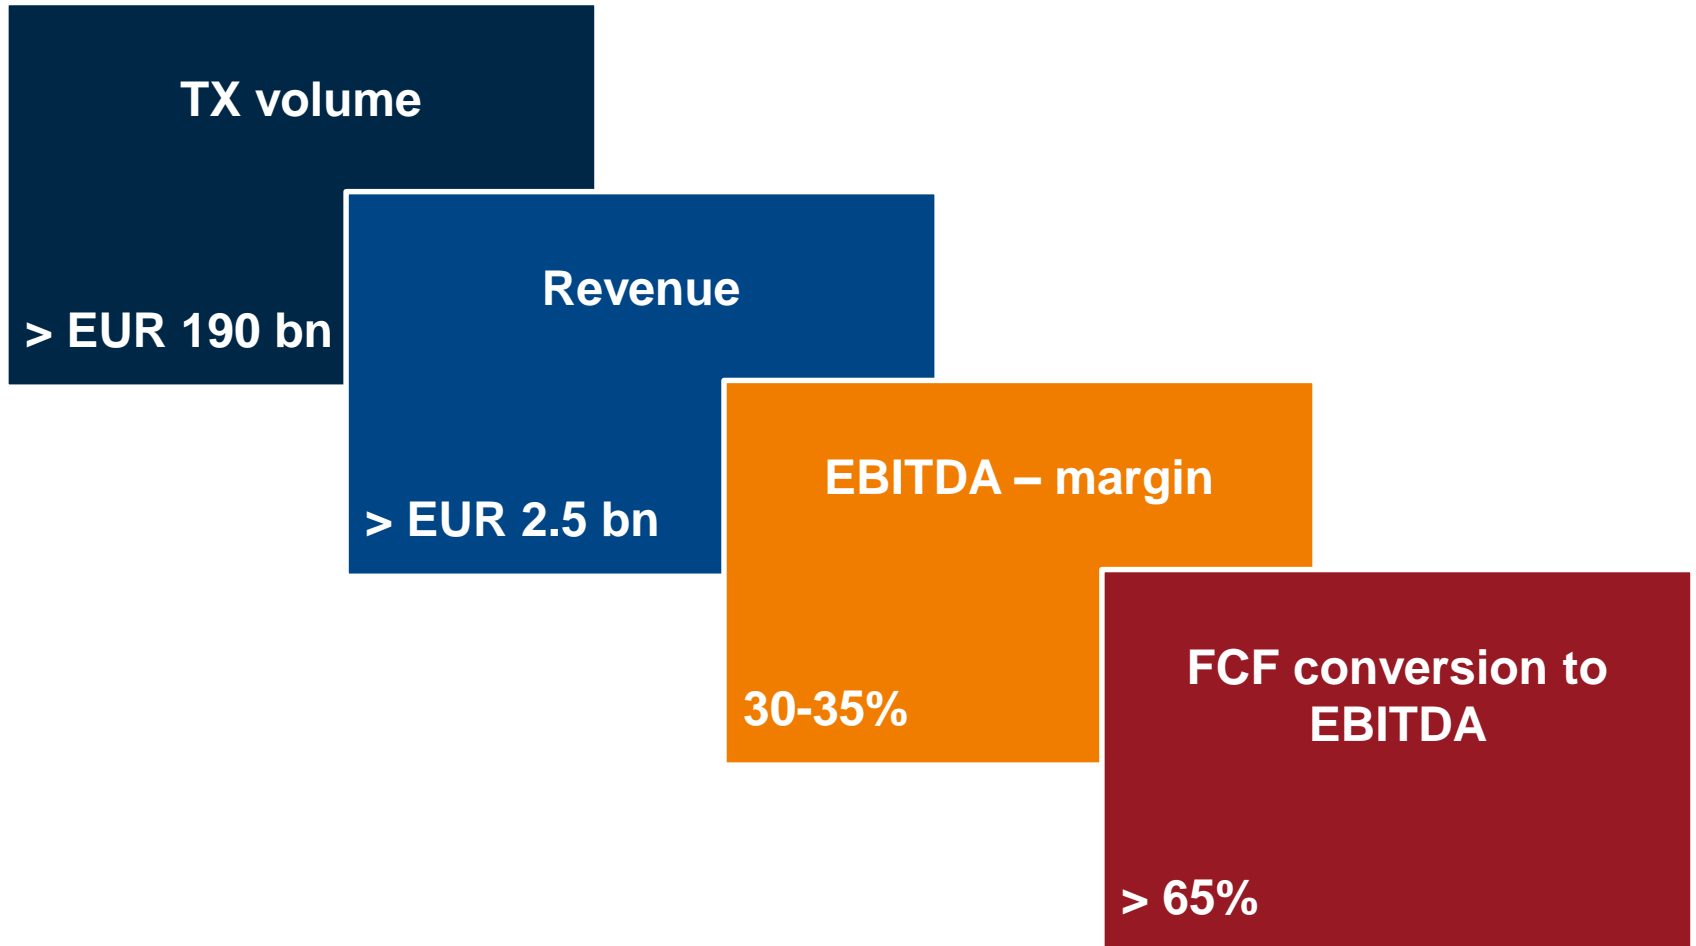 TX volume
> EUR 190 bn
Revenue
> EUR 2.5 bn
EBITDA – margin
30-35%
FCF conversion to
EBITDA
> 65%